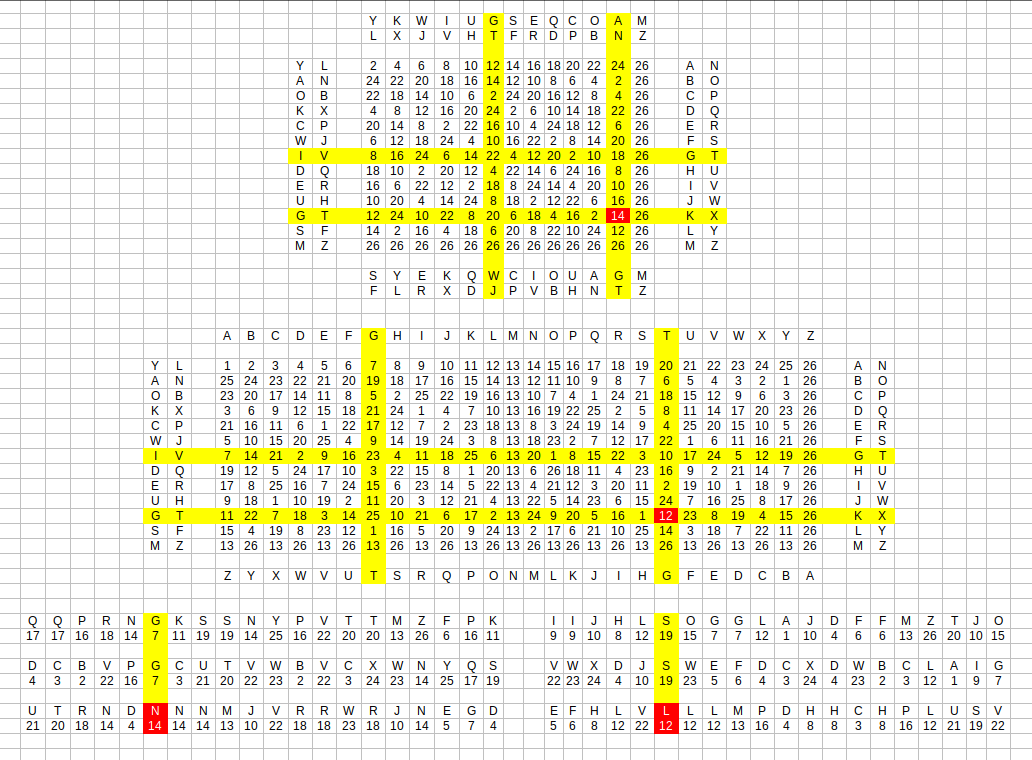 Y K W I U G S E Q C O A M
L X J V H T F R D P B N Z
Y L 2 4 6 8 10 12 14 16 18 20 22 24 26 A N
A N 24 22 20 18 16 14 12 10 8 6 4 2 26 B O
O B 22 18 14 10 6 2 24 20 16 12 8 4 26 C P
K X 4 8 12 16 20 24 2 6 10 14 18 22 26 D Q
C P 20 14 8 2 22 16 10 4 24 18 12 6 26 E R
W J 6 12 18 24 4 10 16 22 2 8 14 20 26 F S
I V 8 16 24 6 14 22 4 12 20 2 10 18 26 G T
D Q 18 10 2 20 12 4 22 14 6 24 16 8 26 H U
E R 16 6 22 12 2 18 8 24 14 4 20 10 26 I V
U H 10 20 4 14 24 8 18 2 12 22 6 16 26 J W
G T 12 24 10 22 8 20 6 18 4 16 2 14 26 K X
S F 14 2 16 4 18 6 20 8 22 10 24 12 26 L Y
M Z 26 26 26 26 26 26 26 26 26 26 26 26 26 M Z
S Y E K Q W C I O U A G M
F L R X D J P V B H N T Z
A B C D E F G H I J K L M N O P Q R S T U V W X Y Z
Y L 1 2 3 4 5 6 7 8 9 10 11 12 13 14 15 16 17 18 19 20 21 22 23 24 25 26 A N
A N 25 24 23 22 21 20 19 18 17 16 15 14 13 12 11 10 9 8 7 6 5 4 3 2 1 26 B O
O B 23 20 17 14 11 8 5 2 25 22 19 16 13 10 7 4 1 24 21 18 15 12 9 6 3 26 C P
K X 3 6 9 12 15 18 21 24 1 4 7 10 13 16 19 22 25 2 5 8 11 14 17 20 23 26 D Q
C P 21 16 11 6 1 22 17 12 7 2 23 18 13 8 3 24 19 14 9 4 25 20 15 10 5 26 E R
W J 5 10 15 20 25 4 9 14 19 24 3 8 13 18 23 2 7 12 17 22 1 6 11 16 21 26 F S
I V 7 14 21 2 9 16 23 4 11 18 25 6 13 20 1 8 15 22 3 10 17 24 5 12 19 26 G T
D Q 19 12 5 24 17 10 3 22 15 8 1 20 13 6 26 18 11 4 23 16 9 2 21 14 7 26 H U
E R 17 8 25 16 7 24 15 6 23 14 5 22 13 4 21 12 3 20 11 2 19 10 1 18 9 26 I V
U H 9 18 1 10 19 2 11 20 3 12 21 4 13 22 5 14 23 6 15 24 7 16 25 8 17 26 J W
G T 11 22 7 18 3 14 25 10 21 6 17 2 13 24 9 20 5 16 1 12 23 8 19 4 15 26 K X
S F 15 4 19 8 23 12 1 16 5 20 9 24 13 2 17 6 21 10 25 14 3 18 7 22 11 26 L Y
M Z 13 26 13 26 13 26 13 26 13 26 13 26 13 26 13 26 13 26 13 26 13 26 13 26 13 26 M Z
Z Y X W V U T S R Q P O N M L K J I H G F E D C B A
Q Q P R N G K S S N Y P V T T M Z F P K I I J H L S O G G L A J D F F M Z T J O
17 17 16 18 14 7 11 19 19 14 25 16 22 20 20 13 26 6 16 11 9 9 10 8 12 19 15 7 7 12 1 10 4 6 6 13 26 20 10 15
D C B V P G C U T V W B V C X W N Y Q S V W X D J S W E F D C X D W B C L A I G
4 3 2 22 16 7 3 21 20 22 23 2 22 3 24 23 14 25 17 19 22 23 24 4 10 19 23 5 6 4 3 24 4 23 2 3 12 1 9 7
U T R N D N N N M J V R R W R J N E G D E F H L V L L L M P D H H C H P L U S V
21 20 18 14 4 14 14 14 13 10 22 18 18 23 18 10 14 5 7 4 5 6 8 12 22 12 12 12 13 16 4 8 8 3 8 16 12 21 19 22